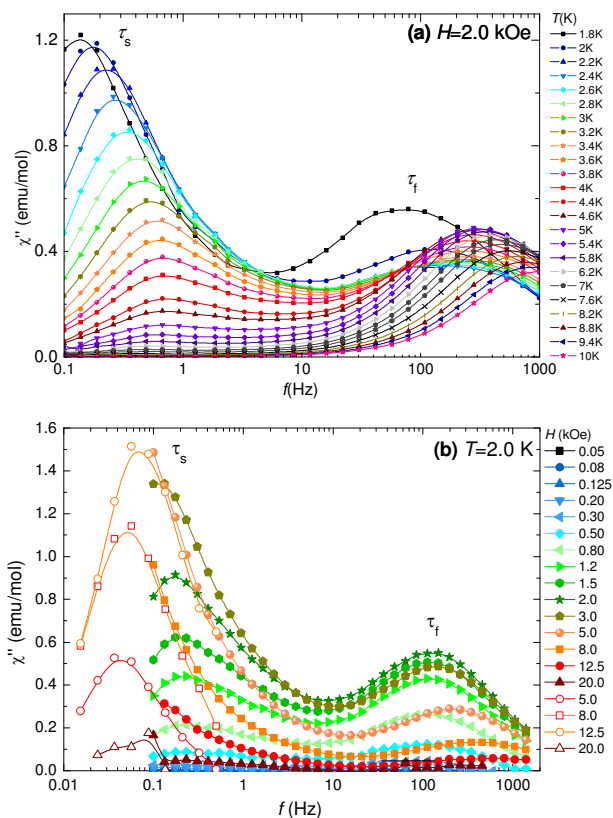 (a) H=2.0 kOe
τs
τf
1.2
0.8
0.4
0.0
χ'' (emu/mol)
0.1
1
10
100
1000
f(Hz)
T(K)
1.8K
2K
2.2K
2.4K
2.6K
2.8K
3K
3.2K
3.4K
3.6K
3.8K
4K
4.4K
4.6K
5K
5.4K
5.8K
6.2K
7K
7.6K
8.2K
8.8K
9.4K
10K
(b) T=2.0 K
τs
τf
1.6
1.4
1.2
1.0
0.8
0.6
0.4
0.2
0.0
χ'' (emu/mol)
0.01
0.1
1
10
100
1000
f (Hz)
H (kOe)
0.05
0.08
0.125
0.20
0.30
0.50
0.80
1.2
1.5
2.0
3.0
5.0
8.0
12.5
20.0
5.0
8.0
12.5
20.0